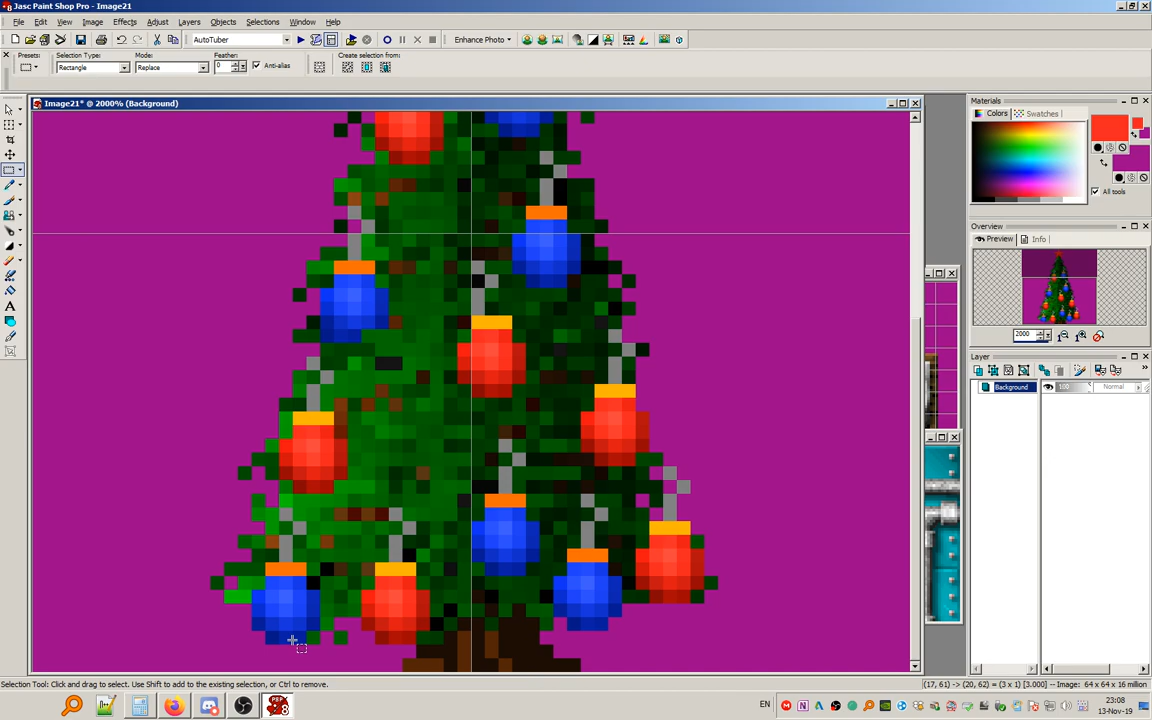 Jasc Paint Shop Pro - Image21
File Edit View Image Effects Adjust Layers Objects Selections Window Help
AutoTuber Enhance Photo
Presets: Selection Type: Mode: Feather: Create selection from:
Rectangle Replace 0 Anti-alias
Image21* @ 2000% (Background)
Materials
Colors Swatches
All tools
Overview
Preview Info
2000
Layer
Background 100 Normal
Selection Tool: Click and drag to select. Use Shift to add to the existing selection, or Ctrl to remove.
(17, 61) -> (20, 62) = (3 x 1) [3.000] -- Image: 64 x 64 x 16 million
EN
23:08
13-Nov-19